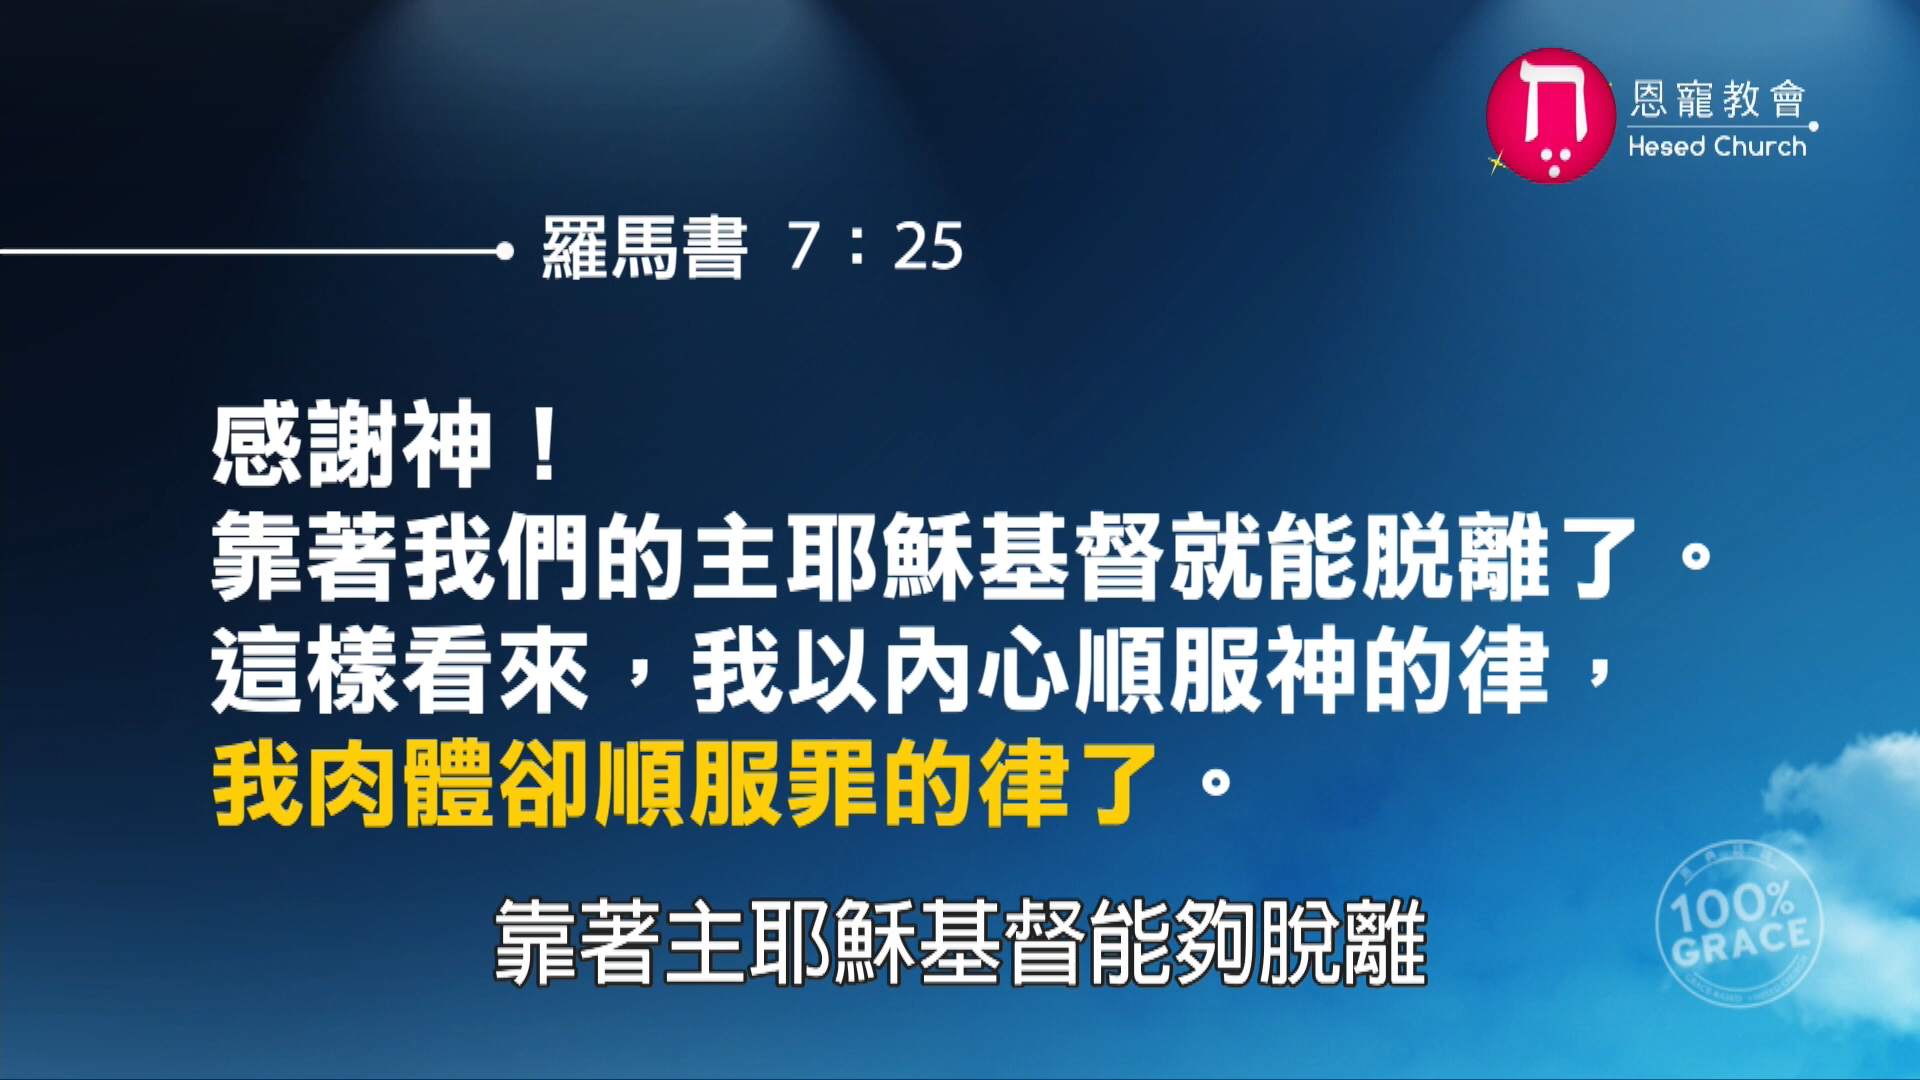 恩寵教會
Hesed Church
羅馬書 7：25
感謝神！
靠著我們的主耶穌基督就能脫離了。
這樣看來，我以內心順服神的律，
我肉體卻順服罪的律了。
100%
GRACE
靠著主耶穌基督能夠脫離